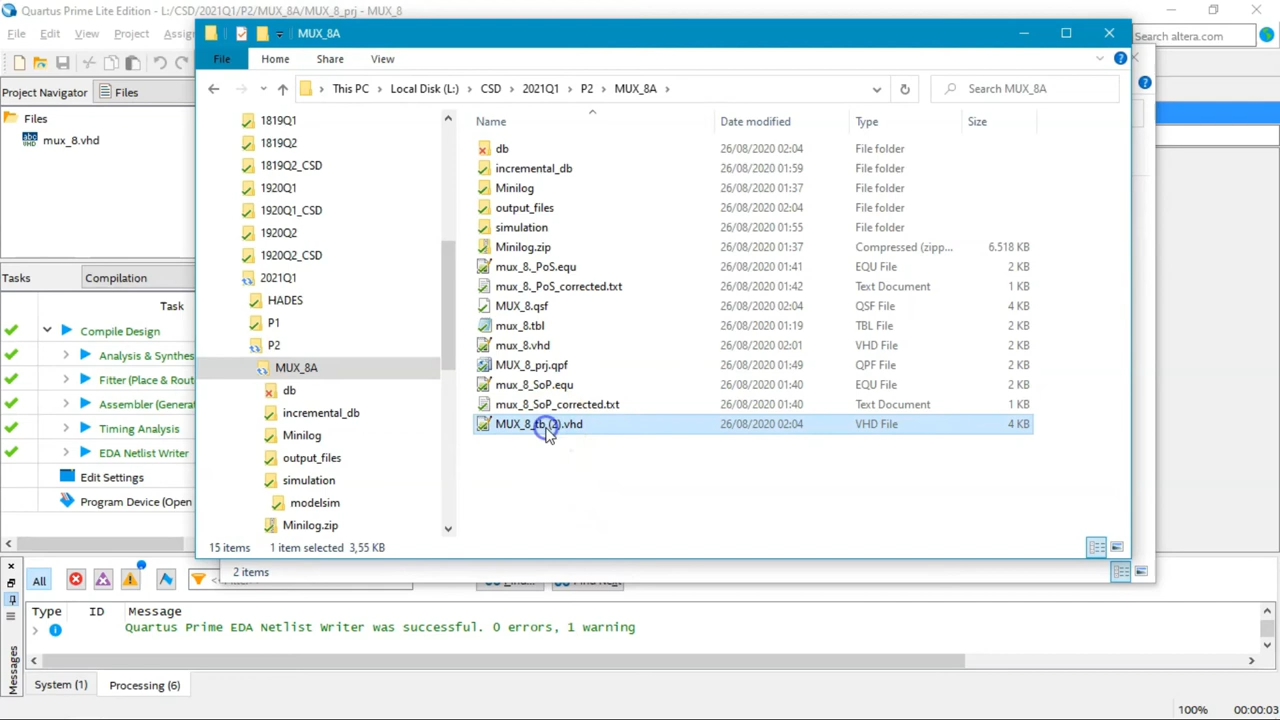 Quartus Prime Lite Edition - L:/CSD/2021Q1/P2/MUX_8A/MUX_8_prj - MUX_8
MUX_8A
File Edit View Project Assign
Search altera.com
File Home Share View
Project Navigator Files
This PC Local Disk (L:) CSD 2021Q1 P2 MUX_8A
Search MUX_8A
Files
mux_8.vhd
Name Date modified Type Size
1819Q1
1819Q2
1819Q2_CSD
1920Q1
1920Q1_CSD
1920Q2
1920Q2_CSD
2021Q1
HADES
P1
P2
MUX_8A
db
incremental_db
Minilog
output_files
simulation
modelsim
Minilog.zip
db 26/08/2020 02:04 File folder
incremental_db 26/08/2020 01:59 File folder
Minilog 26/08/2020 01:37 File folder
output_files 26/08/2020 02:04 File folder
simulation 26/08/2020 01:55 File folder
Minilog.zip 26/08/2020 01:37 Compressed (zipp... 6.518 KB
mux_8._PoS.equ 26/08/2020 01:41 EQU File 2 KB
mux_8._PoS_corrected.txt 26/08/2020 01:42 Text Document 1 KB
MUX_8.qsf 26/08/2020 02:04 QSF File 4 KB
mux_8.tbl 26/08/2020 01:19 TBL File 2 KB
mux_8.vhd 26/08/2020 02:01 VHD File 2 KB
MUX_8_prj.qpf 26/08/2020 01:49 QPF File 2 KB
mux_8_SoP.equ 26/08/2020 01:40 EQU File 2 KB
mux_8_SoP_corrected.txt 26/08/2020 01:40 Text Document 1 KB
MUX_8_tb (2).vhd 26/08/2020 02:04 VHD File 4 KB
Tasks Compilation
Task
Compile Design
Analysis & Synthes
Fitter (Place & Rout
Assembler (Generat
Timing Analysis
EDA Netlist Writer
Edit Settings
Program Device (Open
15 items 1 item selected 3,55 KB
2 items
All
Type ID Message
Quartus Prime EDA Netlist Writer was successful. 0 errors, 1 warning
Messages
System (1) Processing (6)
100% 00:00:03